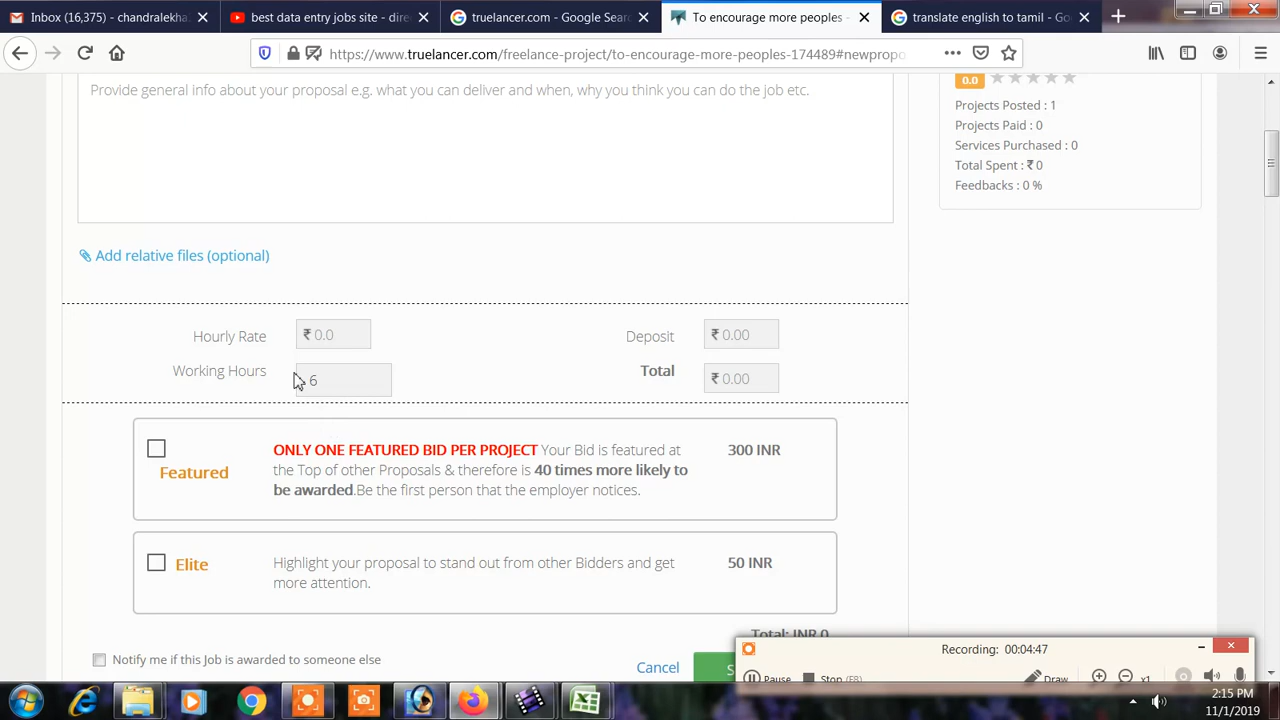 Inbox (16,375) - chandralekha.
best data entry jobs site - dire
truelancer.com - Google Sear
To encourage more peoples -
translate english to tamil - Go
https://www.truelancer.com/freelance-project/to-encourage-more-peoples-174489#newpropo
Provide general info about your proposal e.g. what you can deliver and when, why you think you can do the job etc.
0.0
Projects Posted : 1
Projects Paid : 0
Services Purchased : 0
Total Spent : ₹ 0
Feedbacks : 0 %
Add relative files (optional)
Hourly Rate ₹ 0.0 Deposit ₹ 0.00
Working Hours 6 Total ₹ 0.00
ONLY ONE FEATURED BID PER PROJECT Your Bid is featured at 300 INR
Featured the Top of other Proposals & therefore is 40 times more likely to
be awarded.Be the first person that the employer notices.
Elite Highlight your proposal to stand out from other Bidders and get 50 INR
more attention.
Total: INR 0
Notify me if this Job is awarded to someone else Cancel
Recording: 00:04:47
Pause Stop (F8) Draw x1
2:15 PM
11/1/2019